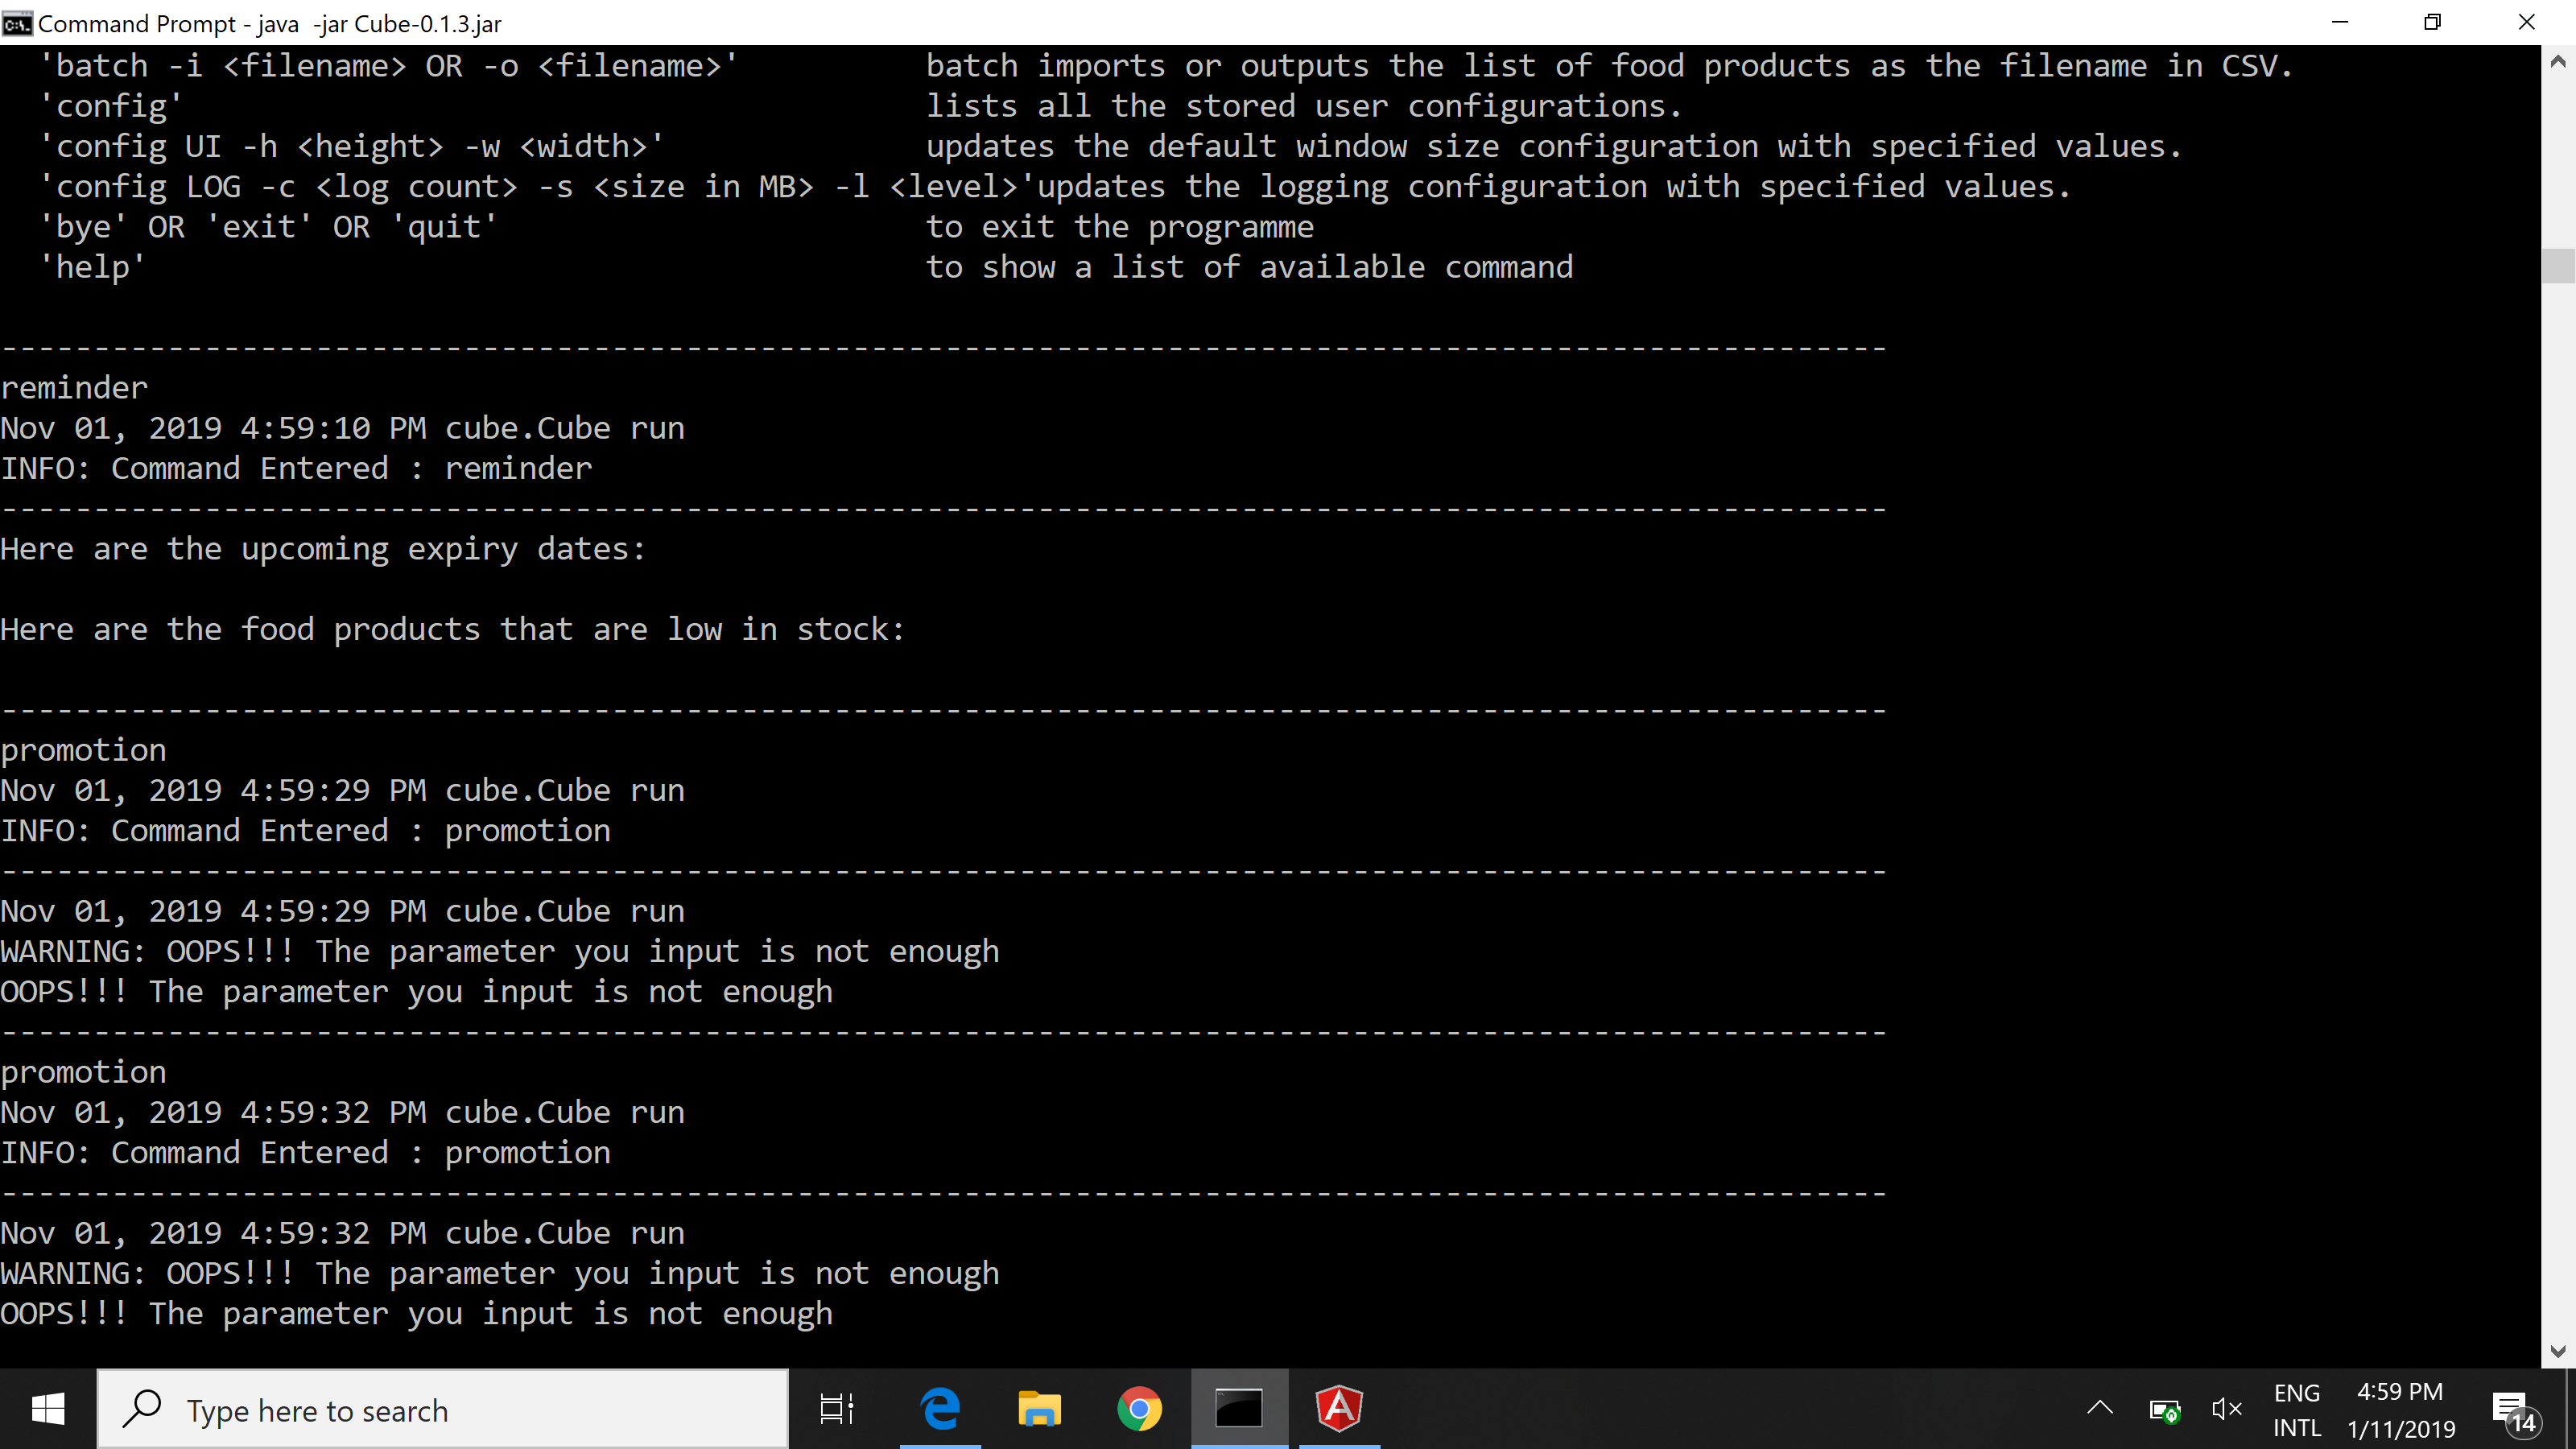 Command Prompt - java  -jar Cube-0.1.3.jar
'batch -i <filename> OR -o <filename>'          batch imports or outputs the list of food products as the filename in CSV.
'config'                                        lists all the stored user configurations.
'config UI -h <height> -w <width>'              updates the default window size configuration with specified values.
'config LOG -c <log count> -s <size in MB> -l <level>'updates the logging configuration with specified values.
'bye' OR 'exit' OR 'quit'                       to exit the programme
'help'                                          to show a list of available command
------------------------------------------------------------------------------------------------------
reminder
Nov 01, 2019 4:59:10 PM cube.Cube run
INFO: Command Entered : reminder
------------------------------------------------------------------------------------------------------
Here are the upcoming expiry dates:
Here are the food products that are low in stock:
------------------------------------------------------------------------------------------------------
promotion
Nov 01, 2019 4:59:29 PM cube.Cube run
INFO: Command Entered : promotion
------------------------------------------------------------------------------------------------------
Nov 01, 2019 4:59:29 PM cube.Cube run
WARNING: OOPS!!! The parameter you input is not enough
OOPS!!! The parameter you input is not enough
------------------------------------------------------------------------------------------------------
promotion
Nov 01, 2019 4:59:32 PM cube.Cube run
INFO: Command Entered : promotion
------------------------------------------------------------------------------------------------------
Nov 01, 2019 4:59:32 PM cube.Cube run
WARNING: OOPS!!! The parameter you input is not enough
OOPS!!! The parameter you input is not enough
Type here to search
ENG
INTL
4:59 PM
1/11/2019
14